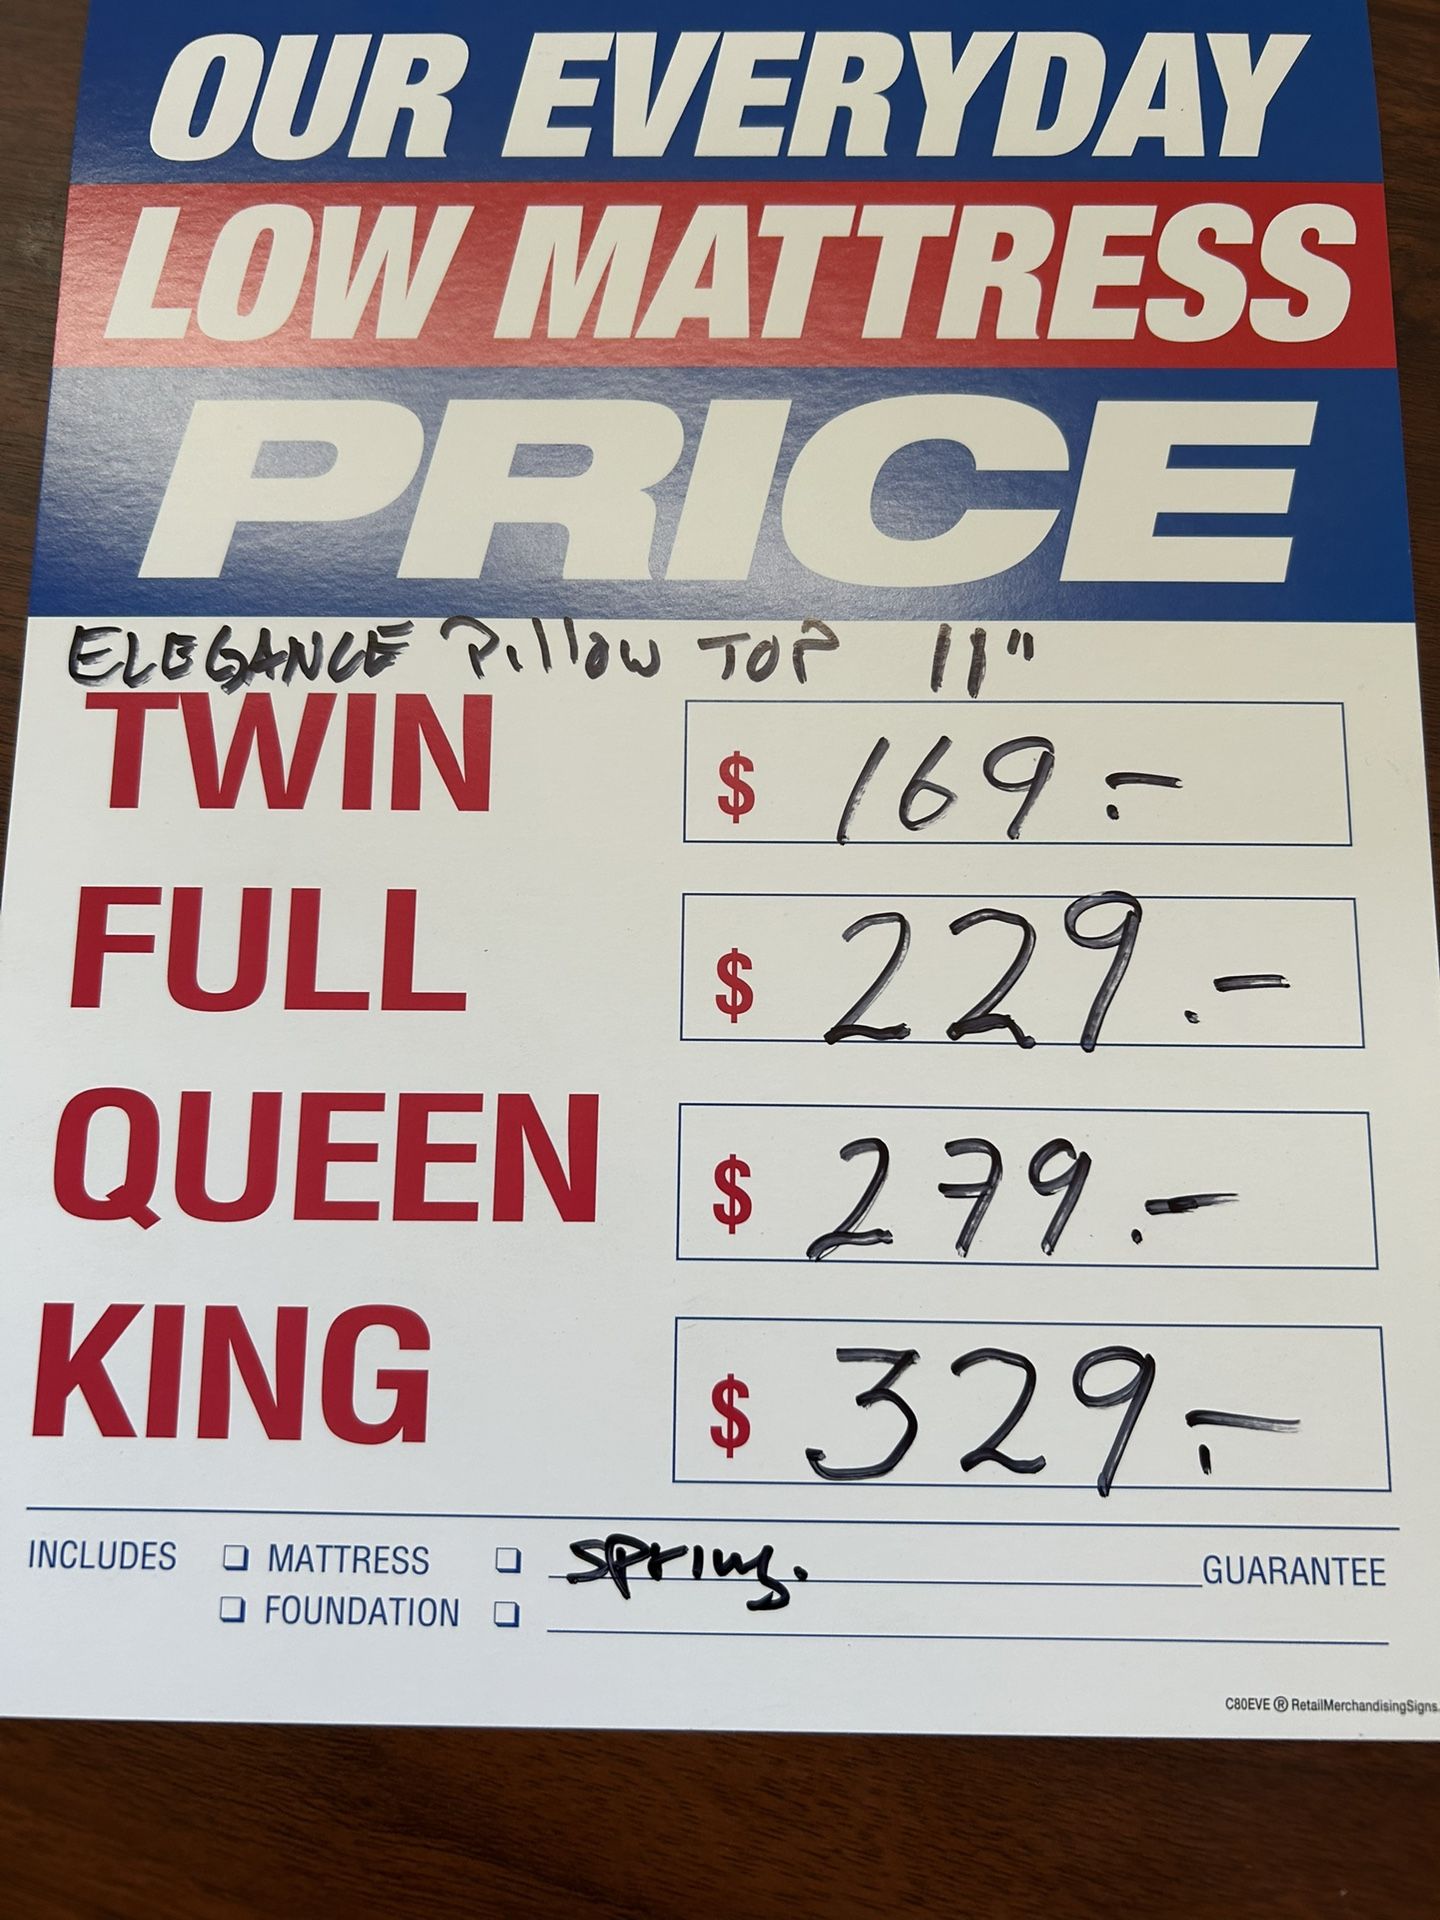 OUR EVERYDAY
LOW MATTRESS
PRICE
ELEGANCE Pillow TOP 11"
TWIN $ 169.-
FULL $ 229.-
QUEEN $ 279.-
KING $ 329.-
INCLUDES ☐ MATTRESS ☐ Spring. GUARANTEE
☐ FOUNDATION ☐
C80EVE ® RetailMerchandisingSigns.